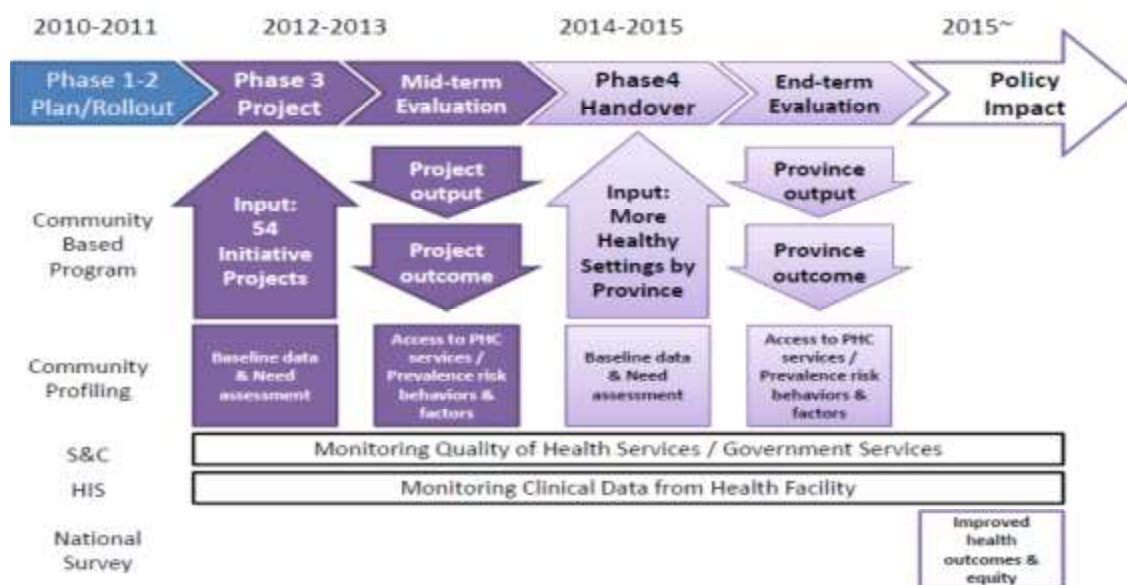 2010-2011
2012-2013
2014-2015
2015~
Phase 1-2
Plan/Rollout
Phase 3
Project
Mid-term
Evaluation
Phase4
Handover
End-term
Evaluation
Policy
Impact
Community
Based
Program
Input:
54
Initiative
Projects
Project
output
Project
outcome
Input:
More
Healthy
Settings by
Province
Province
output
Province
outcome
Community
Profiling
Baseline data
& Need
assessment
Access to PHC
services /
Prevalence risk
behaviors &
factors
Baseline data
& Need
assessment
Access to PHC
services /
Prevalence risk
behaviors &
factors
S&C
Monitoring Quality of Health Services / Government Services
HIS
Monitoring Clinical Data from Health Facility
National
Survey
Improved
health
outcomes &
equity